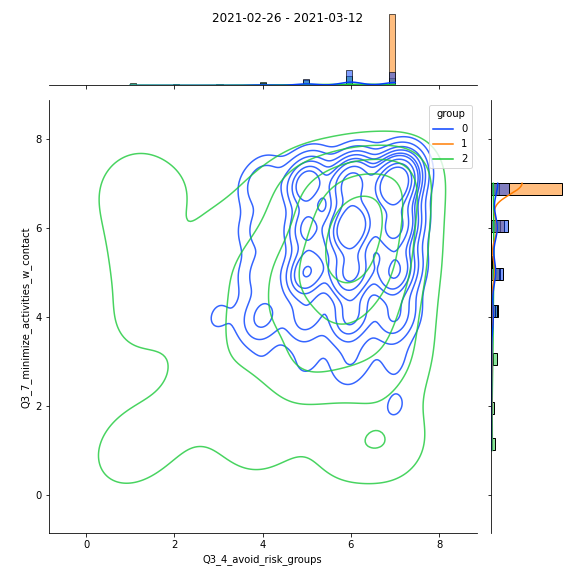 2021-02-26 - 2021-03-12
group
0
1
2
8
6
4
2
0
Q3_7_minimize_activities_w_contact
0 2 4 6 8
Q3_4_avoid_risk_groups